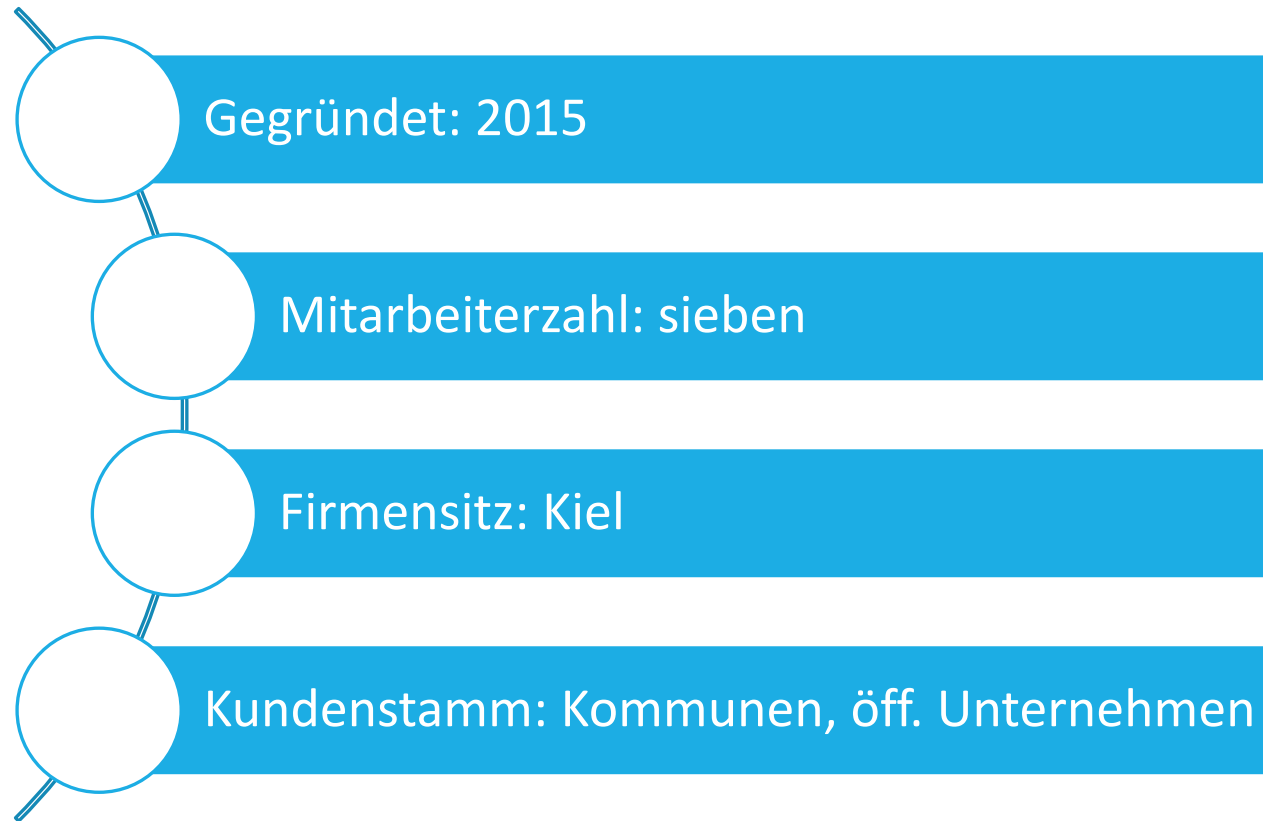 Gegründet: 2015
Mitarbeiterzahl: sieben
Firmensitz: Kiel
Kundenstamm: Kommunen, öff. Unternehmen